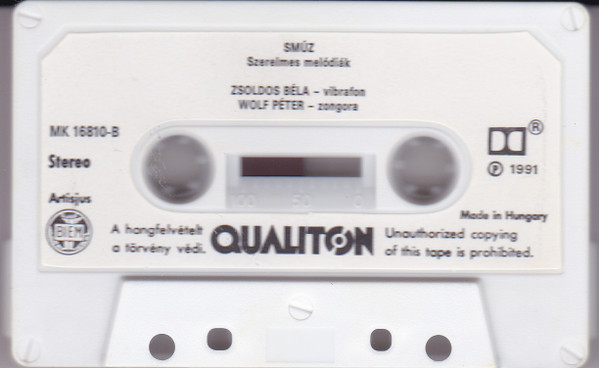 SMÚZ
Szerelmes melódiák
ZSOLDOS BÉLA – vibrafon
WOLF PÉTER – zongora
MK 16810-B
Stereo
®
Ⓟ 1991
100 50 0
Artisjus
BIEM
Made in Hungary
A hangfelvételt
a törvény védi.
QUALITON
Unauthorized copying
of this tape is prohibited.